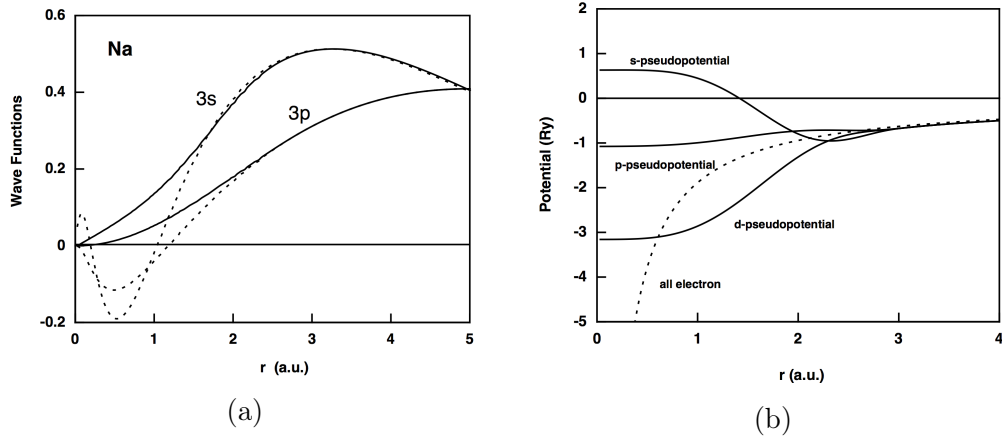 Na
3s
3p
Wave Functions
0.6
0.4
0.2
0
-0.2
0 1 2 3 4 5
r (a.u.)
(a)
s-pseudopotential
p-pseudopotential
d-pseudopotential
all electron
Potential (Ry)
2
1
0
-1
-2
-3
-4
-5
0 1 2 3 4
r (a.u.)
(b)